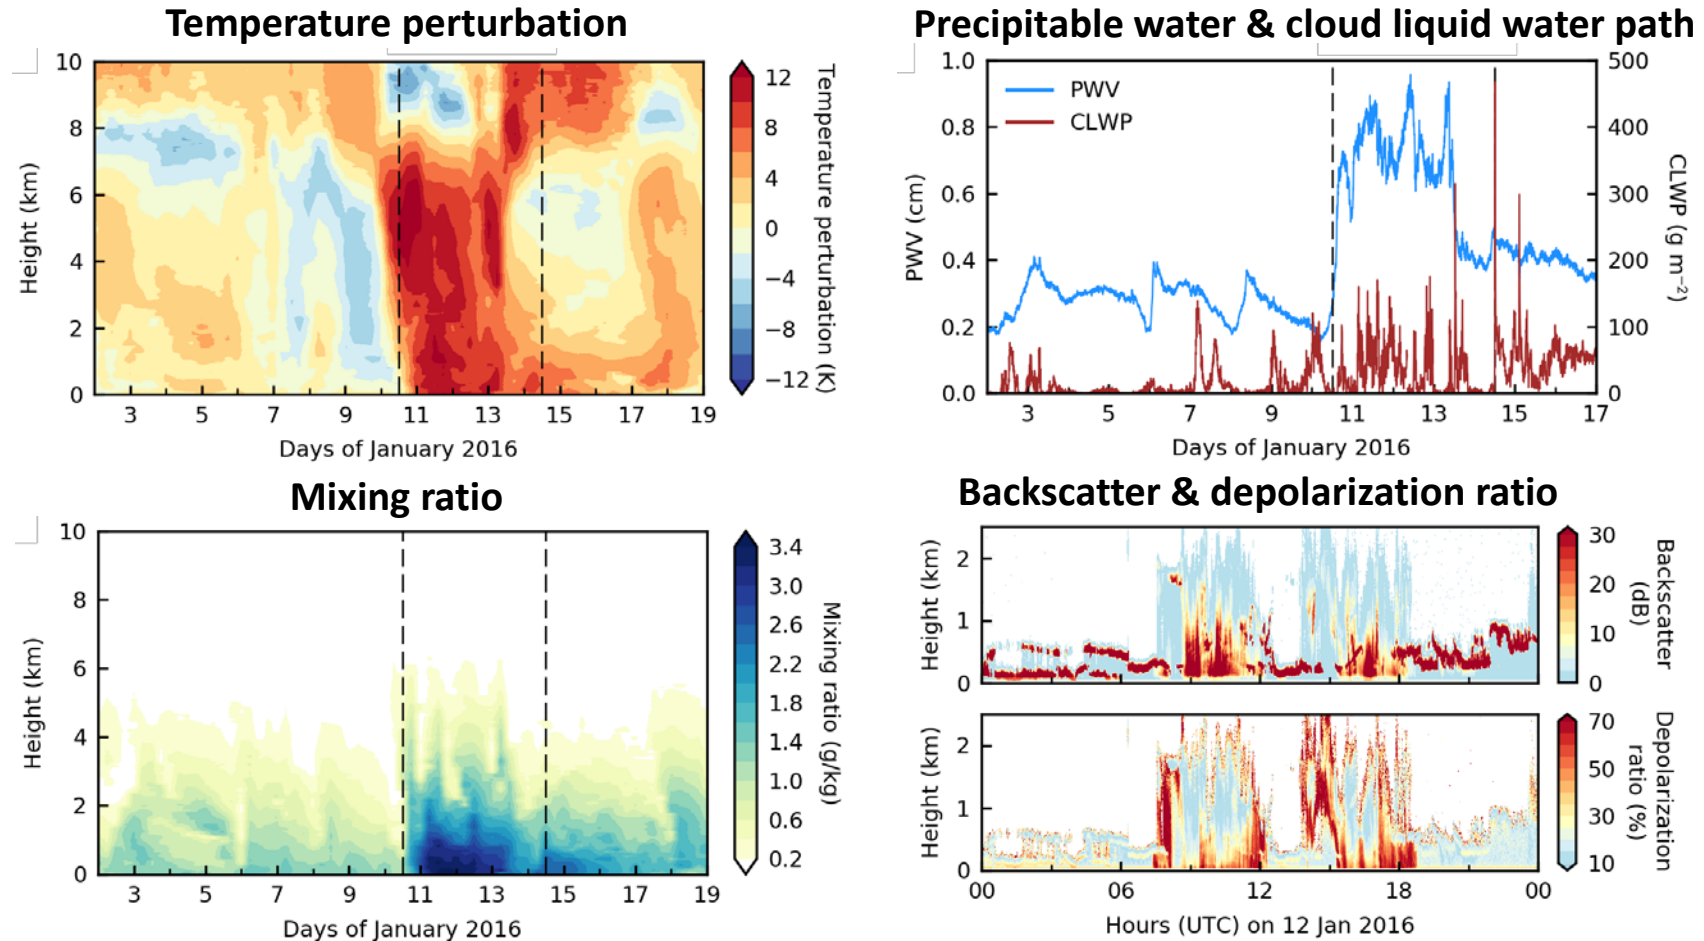 Temperature perturbation
10
8
6
4
2
0
Height (km)
3 5 7 9 11 13 15 17 19
Days of January 2016
12
8
4
0
−4
−8
−12
Temperature perturbation (K)
Precipitable water & cloud liquid water path
1.0
0.8
0.6
0.4
0.2
0.0
PWV (cm)
PWV
CLWP
500
400
300
200
100
0
CLWP (g m⁻²)
3 5 7 9 11 13 15 17
Days of January 2016
Mixing ratio
10
8
6
4
2
0
Height (km)
3 5 7 9 11 13 15 17 19
Days of January 2016
3.4
3.0
2.6
2.2
1.8
1.4
1.0
0.6
0.2
Mixing ratio (g/kg)
Backscatter & depolarization ratio
2
1
0
Height (km)
30
20
10
0
Backscatter
(dB)
2
1
0
Height (km)
70
50
30
10
Depolarization
ratio (%)
00 06 12 18 00
Hours (UTC) on 12 Jan 2016